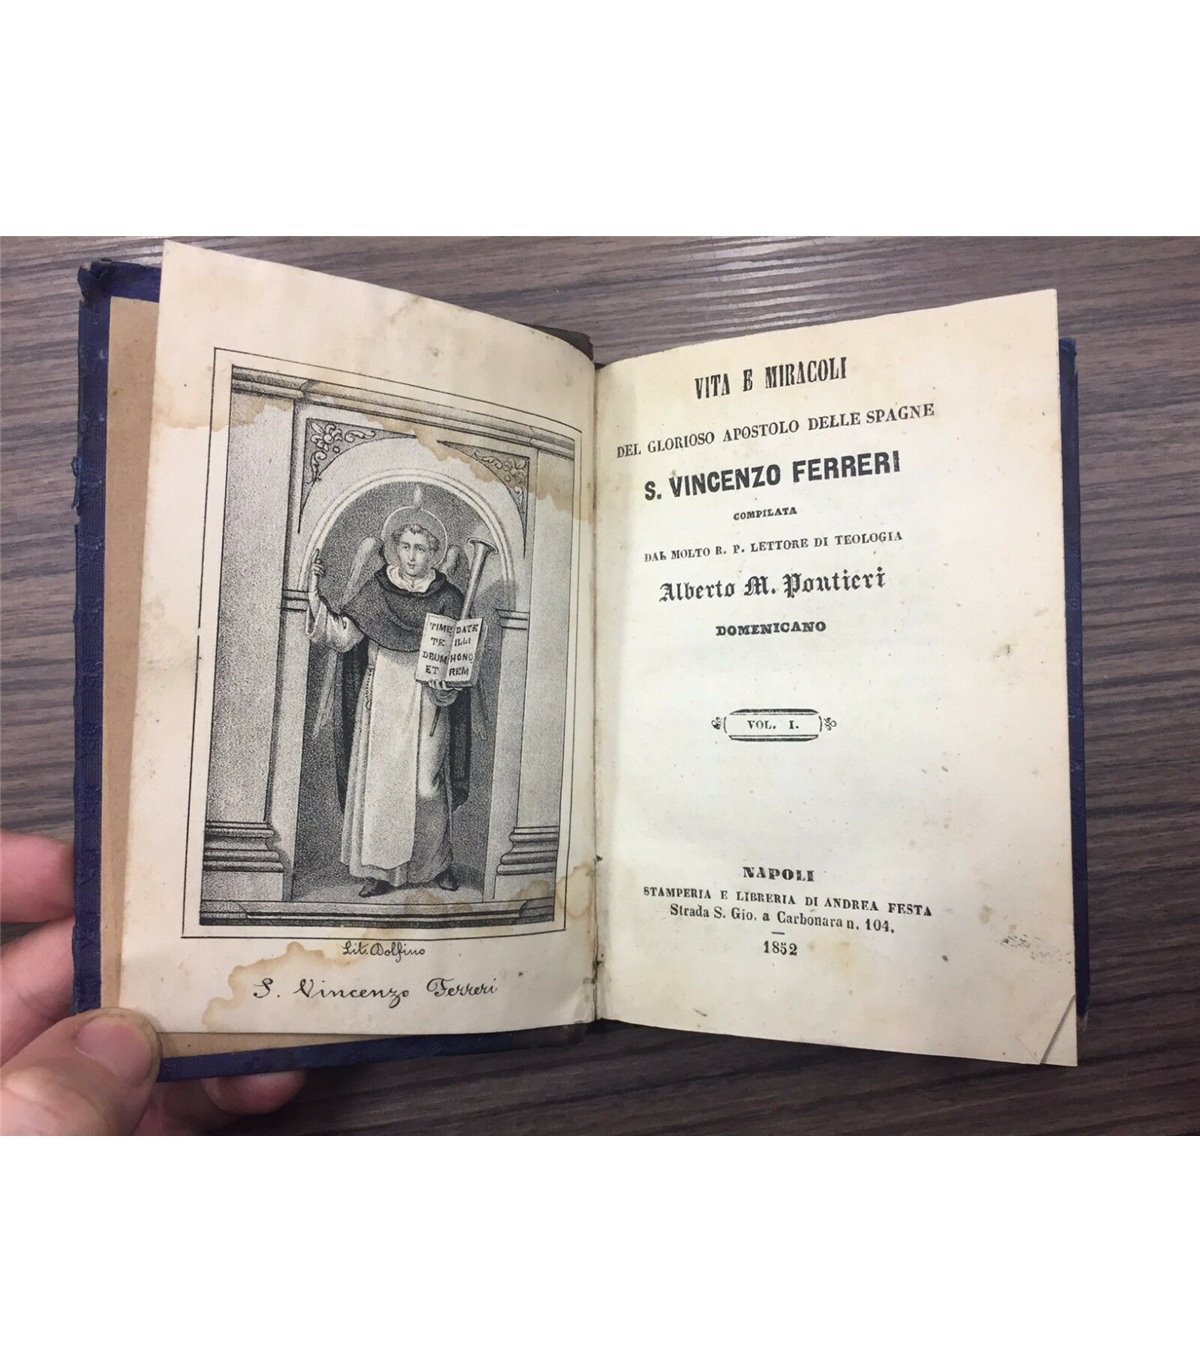 TIME
TE
DEUM
ET
DATE
ILLI
HONO
REM
Lit. Dolfino
S. Vincenzo Ferreri
VITA E MIRACOLI
DEL GLORIOSO APOSTOLO DELLE SPAGNE
S. VINCENZO FERRERI
COMPILATA
DAL MOLTO R. P. LETTORE DI TEOLOGIA
Alberto M. Pontieri
DOMENICANO
VOL. I.
NAPOLI
STAMPERIA E LIBRERIA DI ANDREA FESTA
Strada S. Gio. a Carbonara n. 104.
1852